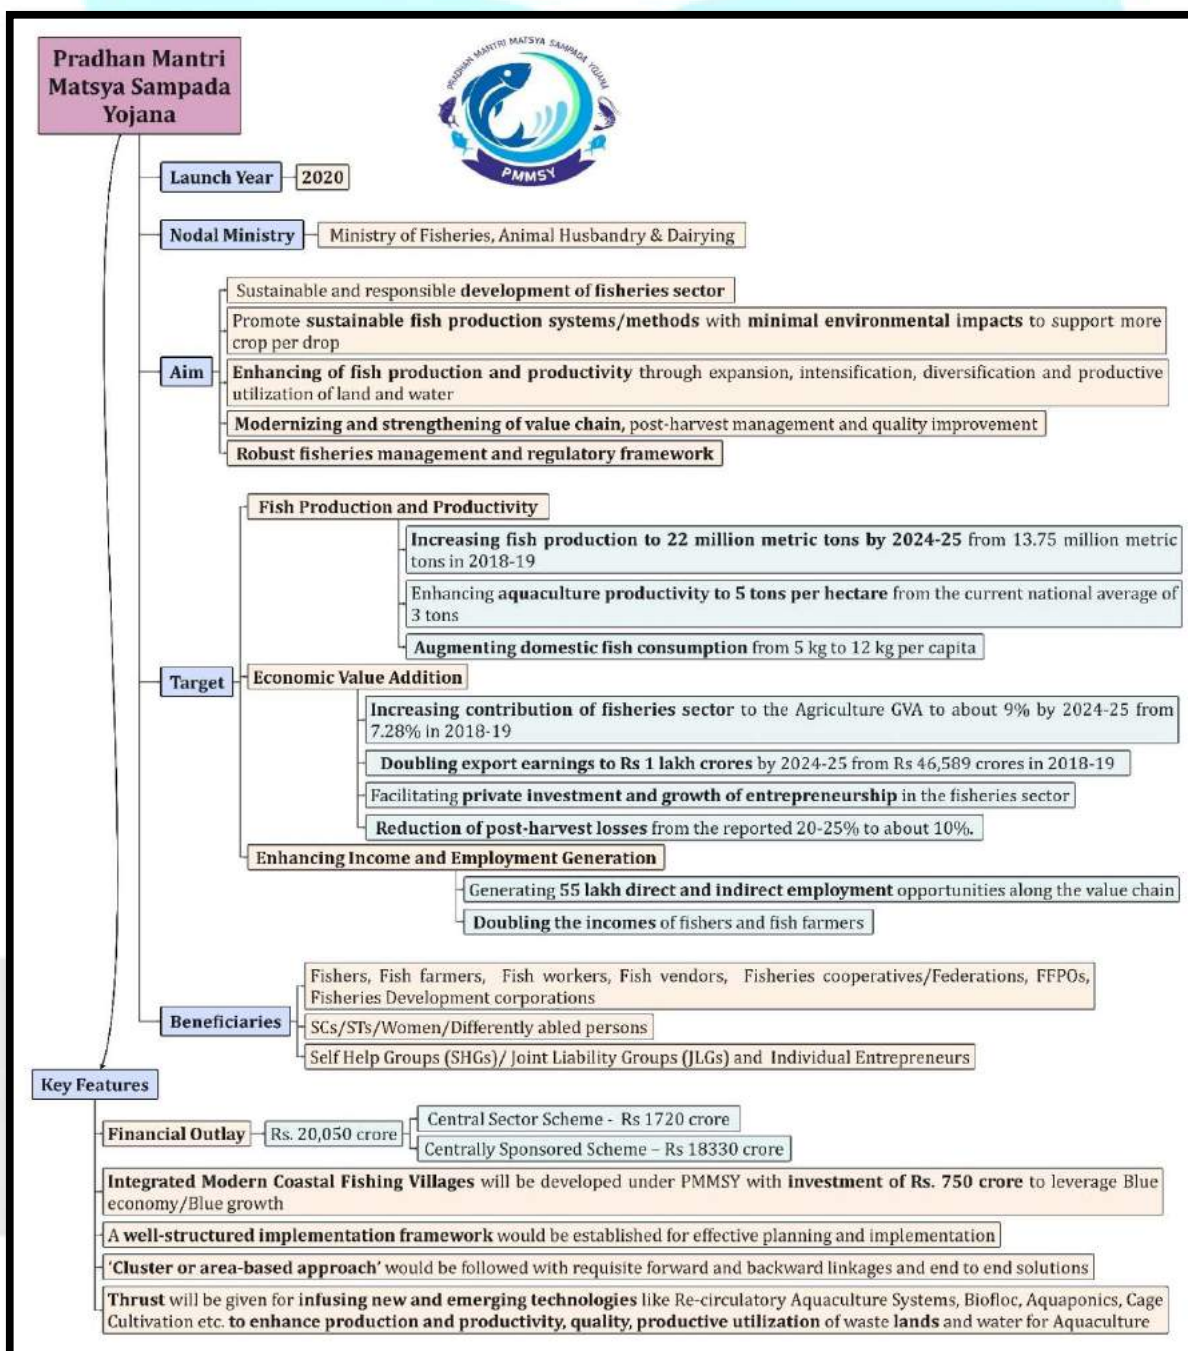 Pradhan Mantri
Matsya Sampada
Yojana
PRADHAN MANTRI MATSYA SAMPADA YOJANA
PMMSY
Launch Year
2020
Nodal Ministry
Ministry of Fisheries, Animal Husbandry & Dairying
Aim
Sustainable and responsible development of fisheries sector
Promote sustainable fish production systems/methods with minimal environmental impacts to support more
crop per drop
Enhancing of fish production and productivity through expansion, intensification, diversification and productive
utilization of land and water
Modernizing and strengthening of value chain, post-harvest management and quality improvement
Robust fisheries management and regulatory framework
Target
Fish Production and Productivity
Increasing fish production to 22 million metric tons by 2024-25 from 13.75 million metric
tons in 2018-19
Enhancing aquaculture productivity to 5 tons per hectare from the current national average of
3 tons
Augmenting domestic fish consumption from 5 kg to 12 kg per capita
Economic Value Addition
Increasing contribution of fisheries sector to the Agriculture GVA to about 9% by 2024-25 from
7.28% in 2018-19
Doubling export earnings to Rs 1 lakh crores by 2024-25 from Rs 46,589 crores in 2018-19
Facilitating private investment and growth of entrepreneurship in the fisheries sector
Reduction of post-harvest losses from the reported 20-25% to about 10%.
Enhancing Income and Employment Generation
Generating 55 lakh direct and indirect employment opportunities along the value chain
Doubling the incomes of fishers and fish farmers
Beneficiaries
Fishers, Fish farmers, Fish workers, Fish vendors, Fisheries cooperatives/Federations, FFPOs,
Fisheries Development corporations
SCs/STs/Women/Differently abled persons
Self Help Groups (SHGs)/ Joint Liability Groups (JLGs) and Individual Entrepreneurs
Key Features
Financial Outlay
Rs. 20,050 crore
Central Sector Scheme - Rs 1720 crore
Centrally Sponsored Scheme – Rs 18330 crore
Integrated Modern Coastal Fishing Villages will be developed under PMMSY with investment of Rs. 750 crore to leverage Blue
economy/Blue growth
A well-structured implementation framework would be established for effective planning and implementation
'Cluster or area-based approach' would be followed with requisite forward and backward linkages and end to end solutions
Thrust will be given for infusing new and emerging technologies like Re-circulatory Aquaculture Systems, Biofloc, Aquaponics, Cage
Cultivation etc. to enhance production and productivity, quality, productive utilization of waste lands and water for Aquaculture